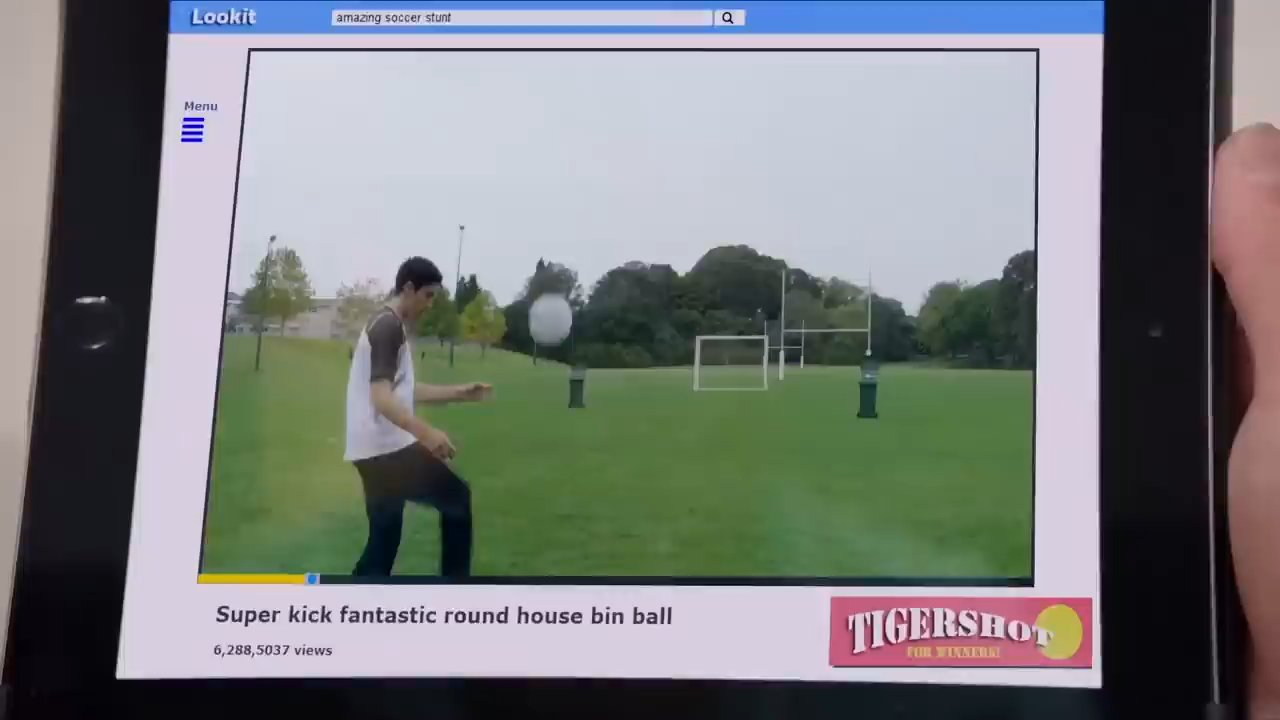 Lookit
amazing soccer stunt
Menu
Super kick fantastic round house bin ball
6,288,5037 views
TIGERSHOT
FOR WINNERS!